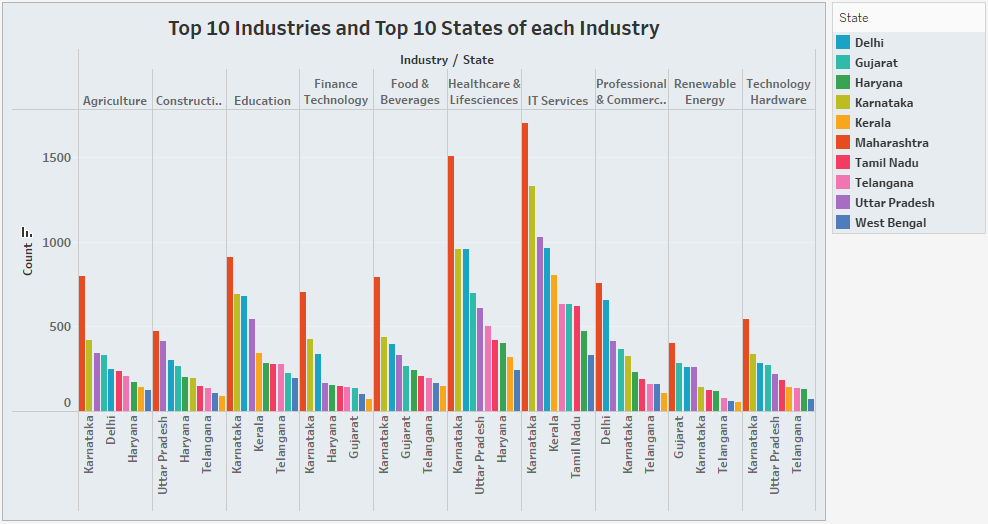 Top 10 Industries and Top 10 States of each Industry
Industry / State
Agriculture
Constructi..
Education
Finance
Technology
Food &
Beverages
Healthcare &
Lifesciences
IT Services
Professional
& Commerc..
Renewable
Energy
Technology
Hardware
Count
1500
1000
500
0
Karnataka
Delhi
Haryana
Uttar Pradesh
Haryana
Telangana
Karnataka
Kerala
Telangana
Karnataka
Haryana
Gujarat
Karnataka
Gujarat
Telangana
Karnataka
Uttar Pradesh
Haryana
Karnataka
Kerala
Tamil Nadu
Delhi
Karnataka
Telangana
Gujarat
Karnataka
Telangana
Karnataka
Uttar Pradesh
Telangana
State
Delhi
Gujarat
Haryana
Karnataka
Kerala
Maharashtra
Tamil Nadu
Telangana
Uttar Pradesh
West Bengal